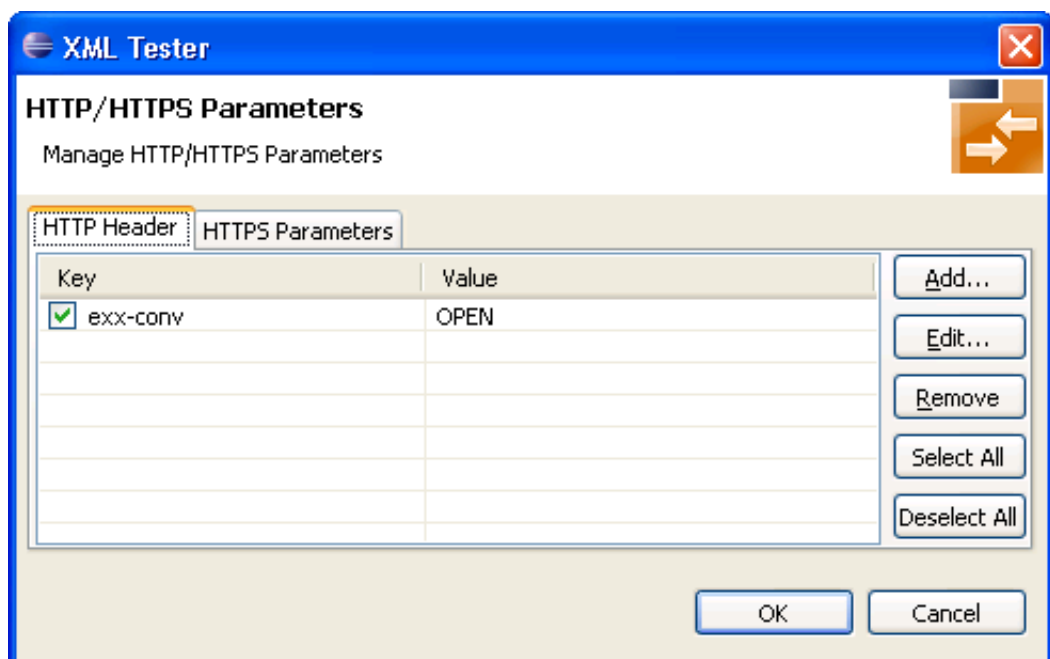 XML Tester
HTTP/HTTPS Parameters
Manage HTTP/HTTPS Parameters
HTTP Header HTTPS Parameters
Key Value
exx-conv OPEN
Add...
Edit...
Remove
Select All
Deselect All
OK Cancel